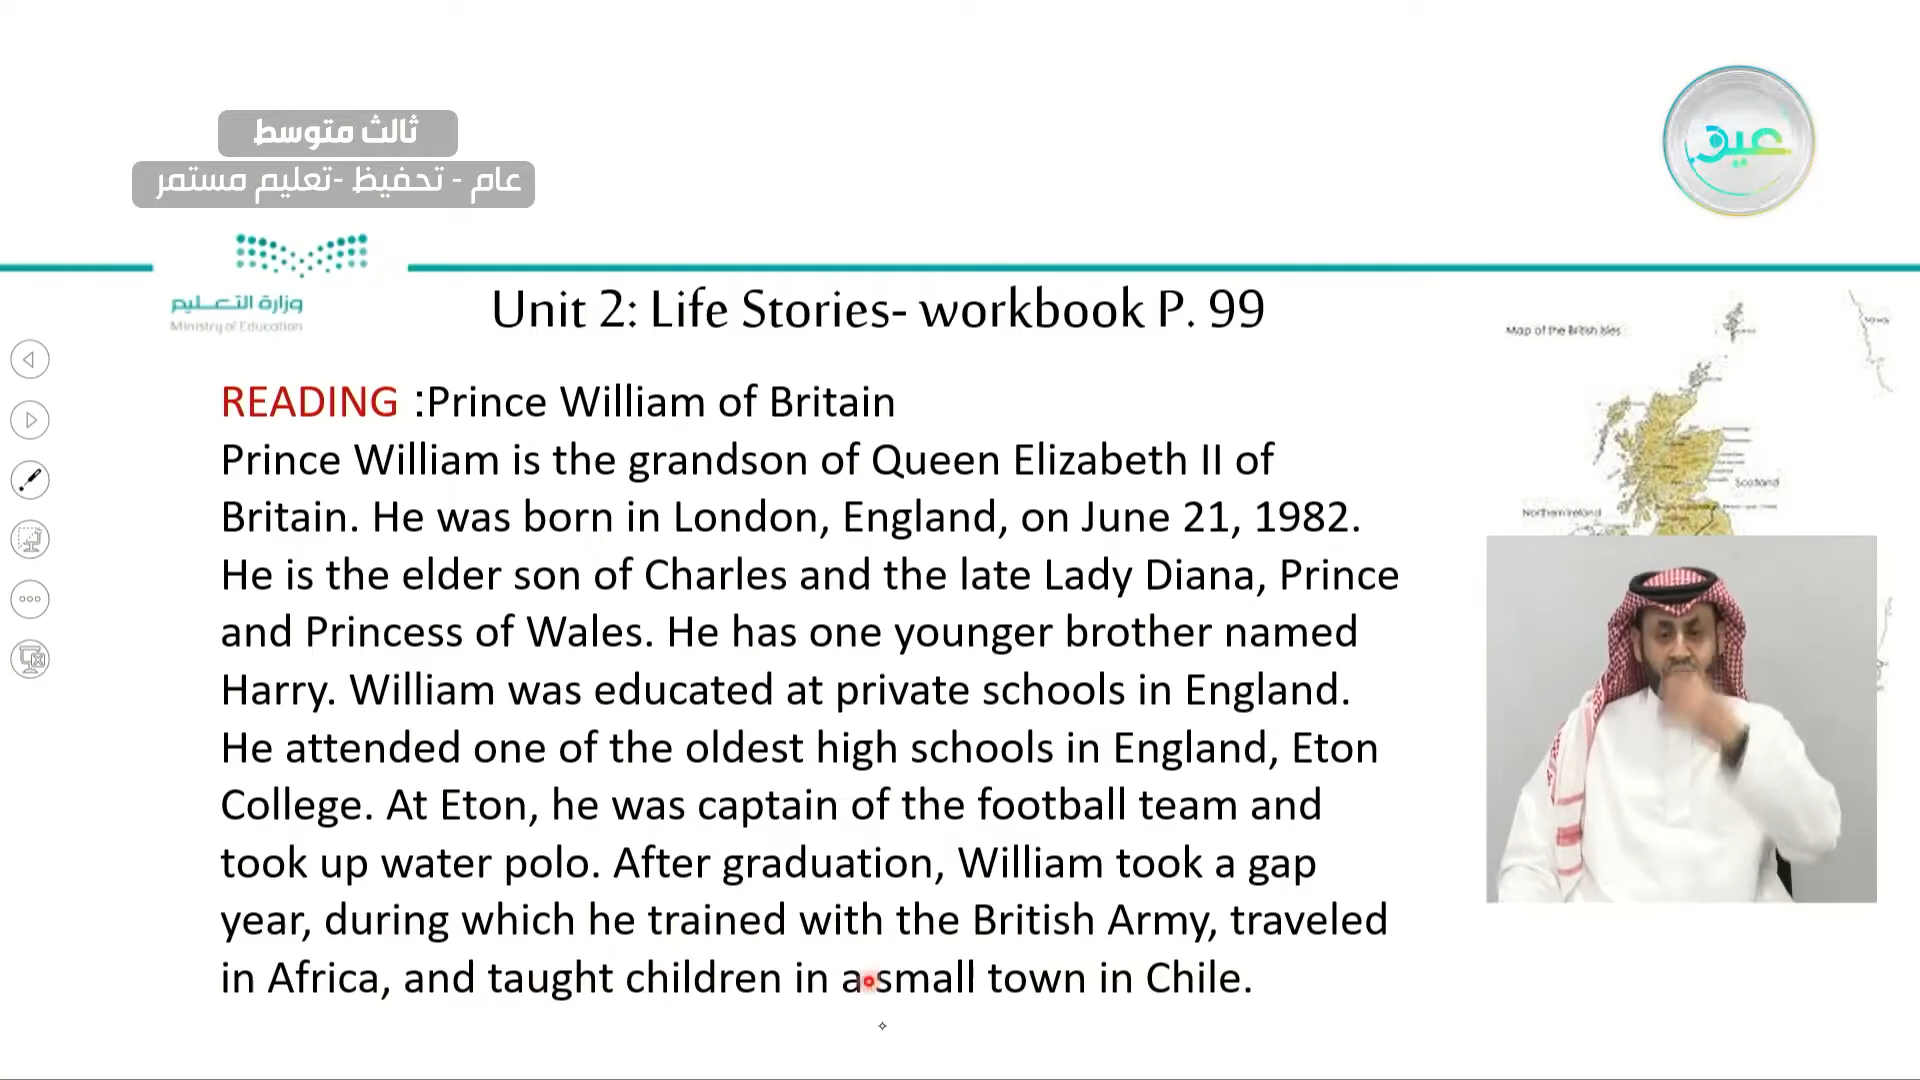 ثالث متوسط
عام - تحفيظ -تعليم مستمر
عين
وزارة التعليم
Ministry of Education
Unit 2: Life Stories- workbook P. 99
Map of the British Isles
READING :Prince William of Britain
Prince William is the grandson of Queen Elizabeth II of
Britain. He was born in London, England, on June 21, 1982.
He is the elder son of Charles and the late Lady Diana, Prince
and Princess of Wales. He has one younger brother named
Harry. William was educated at private schools in England.
He attended one of the oldest high schools in England, Eton
College. At Eton, he was captain of the football team and
took up water polo. After graduation, William took a gap
year, during which he trained with the British Army, traveled
in Africa, and taught children in a small town in Chile.
Scotland
Northern Ireland